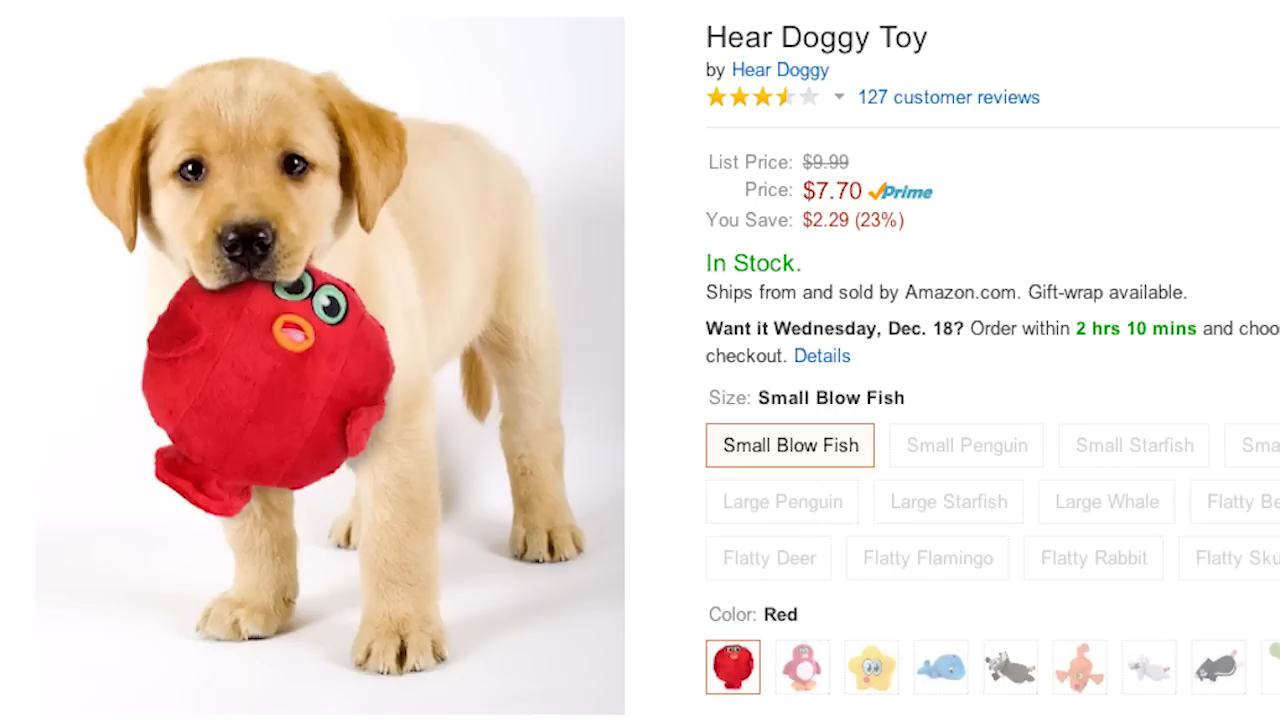 Hear Doggy Toy
by Hear Doggy
127 customer reviews
List Price: $9.99
Price: $7.70 Prime
You Save: $2.29 (23%)
In Stock.
Ships from and sold by Amazon.com. Gift-wrap available.
Want it Wednesday, Dec. 18? Order within 2 hrs 10 mins and
checkout. Details
Size: Small Blow Fish
Small Blow Fish Small Penguin Small Starfish
Large Penguin Large Starfish Large Whale Flatty
Flatty Deer Flatty Flamingo Flatty Rabbit Flatty
Color: Red